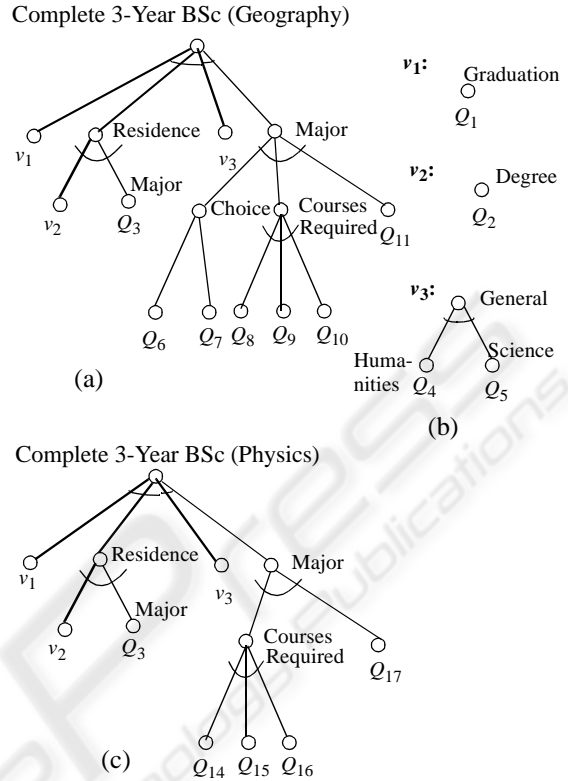 Complete 3-Year BSc (Geography)
v1:
Graduation
Q1
v1
Residence
v3
Major
v2:
Degree
Q2
v2
Major
Q3
Choice
Courses
Required
Q11
v3:
General
Q6
Q7
Q8
Q9
Q10
Huma-
nities
Science
Q4
Q5
(a)
(b)
Complete 3-Year BSc (Physics)
v1
Residence
v3
Major
v2
Major
Q3
Courses
Required
Q17
Q14
Q15
Q16
(c)